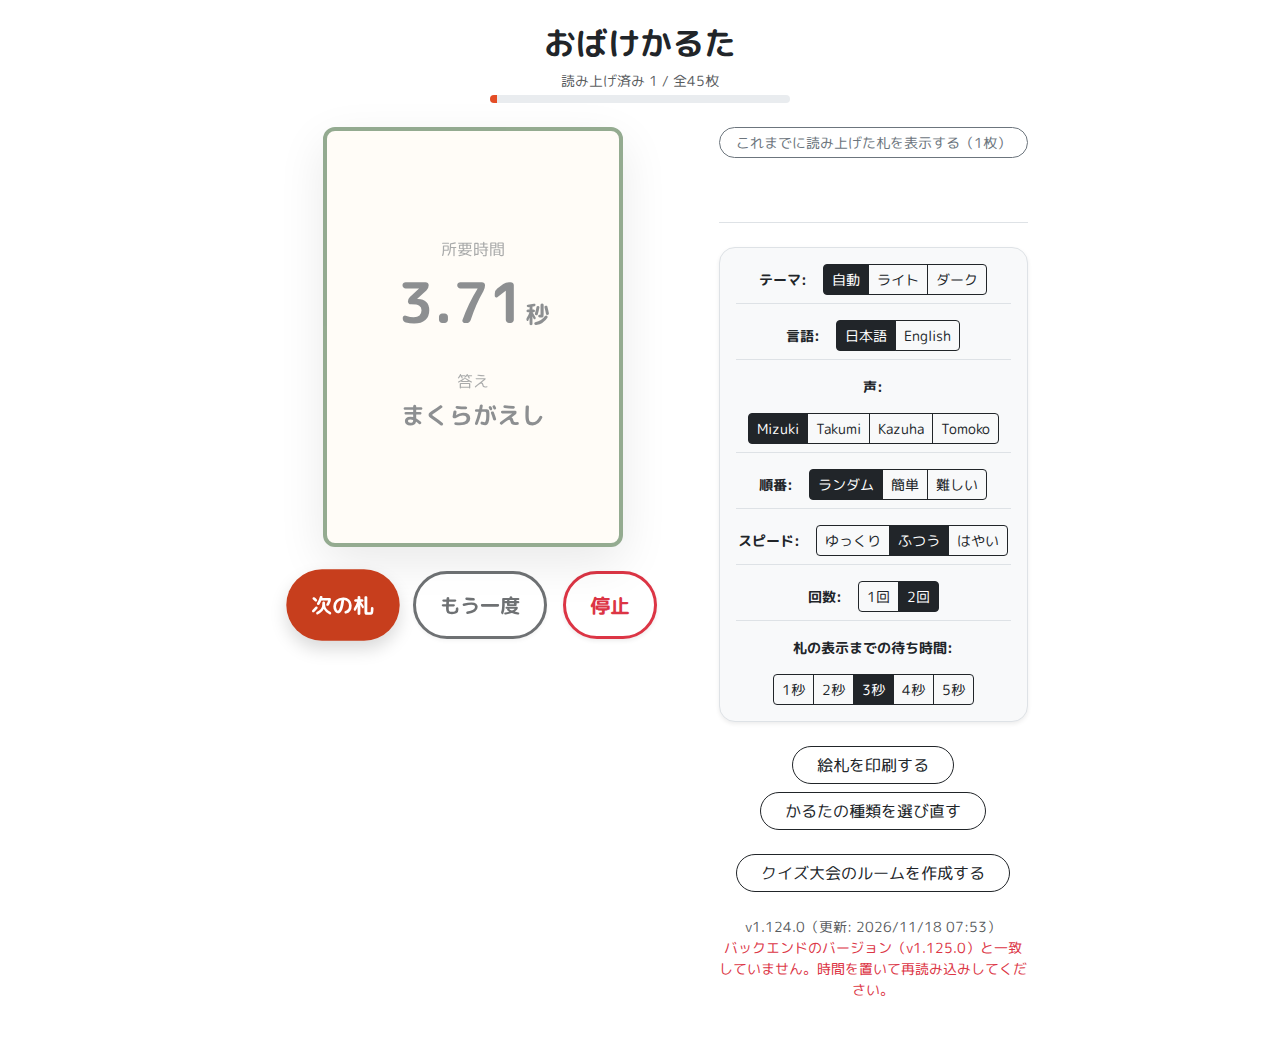 おばけかるた
読み上げ済み 1 / 全45枚
所要時間
3.71秒
答え
まくらがえし
次の札
もう一度
停止
これまでに読み上げた札を表示する（1枚）
テーマ: 自動 ライト ダーク
言語: 日本語 English
声:
Mizuki Takumi Kazuha Tomoko
順番: ランダム 簡単 難しい
スピード: ゆっくり ふつう はやい
回数: 1回 2回
札の表示までの待ち時間:
1秒 2秒 3秒 4秒 5秒
絵札を印刷する
かるたの種類を選び直す
クイズ大会のルームを作成する
v1.124.0（更新: 2026/11/18 07:53）
バックエンドのバージョン（v1.125.0）と一致
していません。時間を置いて再読み込みしてくだ
さい。